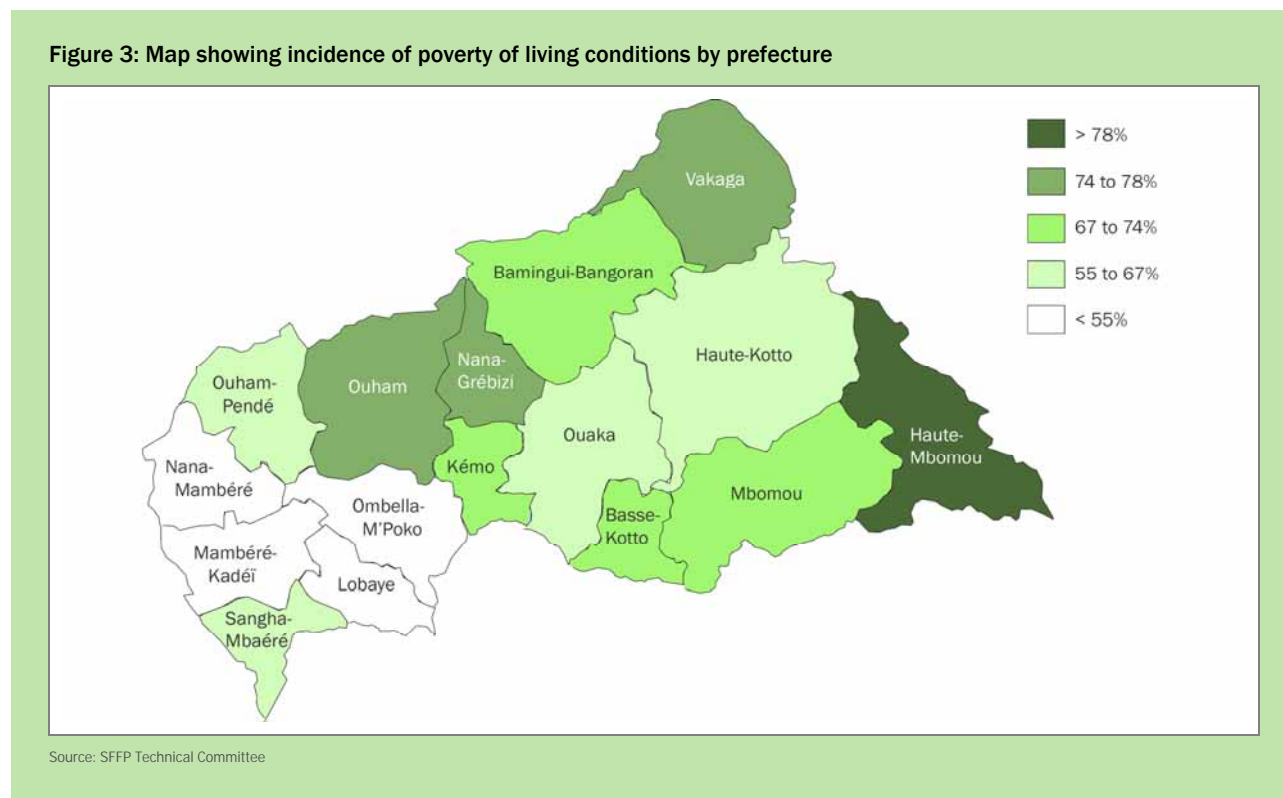 Figure 3: Map showing incidence of poverty of living conditions by prefecture
> 78%
74 to 78%
67 to 74%
55 to 67%
< 55%
Vakaga
Bamingui-Bangoran
Haute-Kotto
Nana-
Grébizi
Ouham
Ouham-
Pendé
Ouaka
Haute-
Mbomou
Kémo
Nana-
Mambéré
Mbomou
Ombella-
M'Poko
Basse-
Kotto
Mambéré-
Kadéï
Lobaye
Sangha-
Mbaéré
Source: SFFP Technical Committee